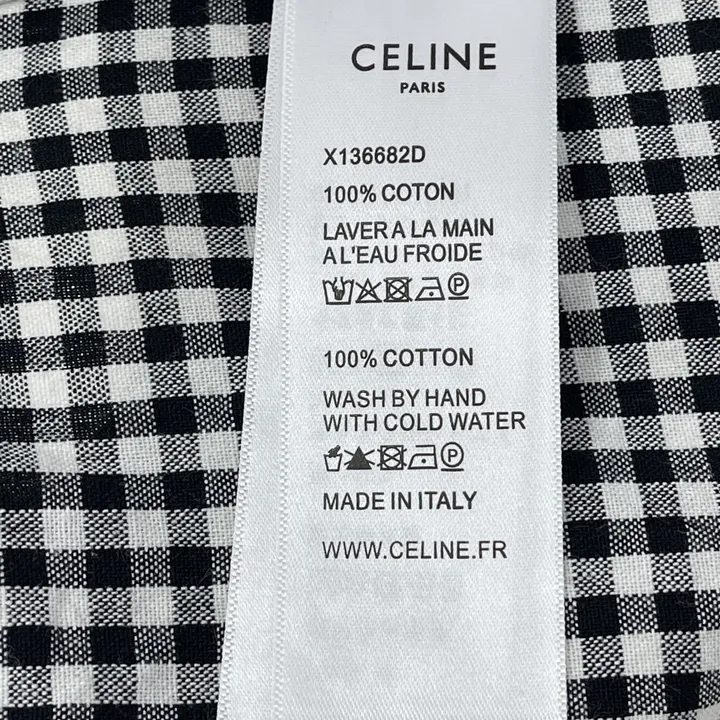 CELINE
PARIS
X136682D
100% COTON
LAVER A LA MAIN
A L'EAU FROIDE
P
100% COTTON
WASH BY HAND
WITH COLD WATER
P
MADE IN ITALY
WWW.CELINE.FR